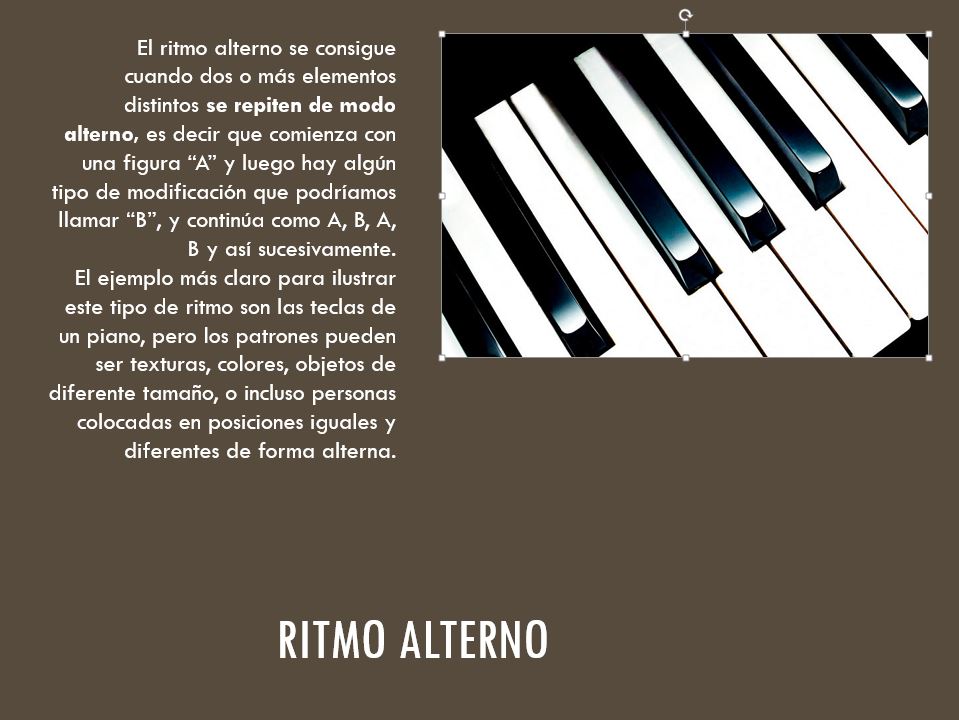 El ritmo alterno se consigue
cuando dos o más elementos
distintos se repiten de modo
alterno, es decir que comienza con
una figura “A” y luego hay algún
tipo de modificación que podríamos
llamar “B”, y continúa como A, B, A,
B y así sucesivamente.
El ejemplo más claro para ilustrar
este tipo de ritmo son las teclas de
un piano, pero los patrones pueden
ser texturas, colores, objetos de
diferente tamaño, o incluso personas
colocadas en posiciones iguales y
diferentes de forma alterna.
RITMO ALTERNO